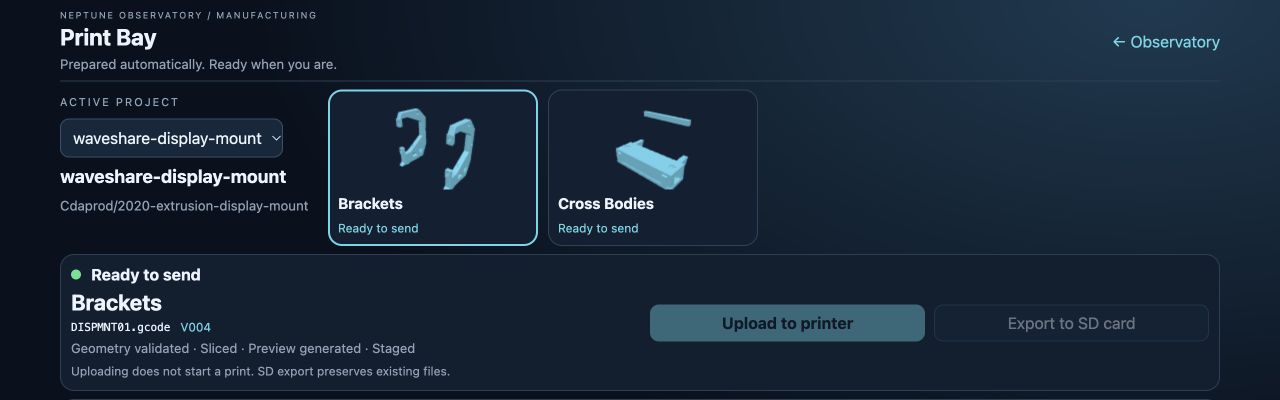 NEPTUNE OBSERVATORY / MANUFACTURING
Print Bay
Prepared automatically. Ready when you are.
← Observatory
ACTIVE PROJECT
waveshare-display-mount
waveshare-display-mount
Cdaprod/2020-extrusion-display-mount
Brackets
Ready to send
Cross Bodies
Ready to send
Ready to send
Brackets
DISPMNT01.gcode V004
Geometry validated · Sliced · Preview generated · Staged
Uploading does not start a print. SD export preserves existing files.
Upload to printer
Export to SD card